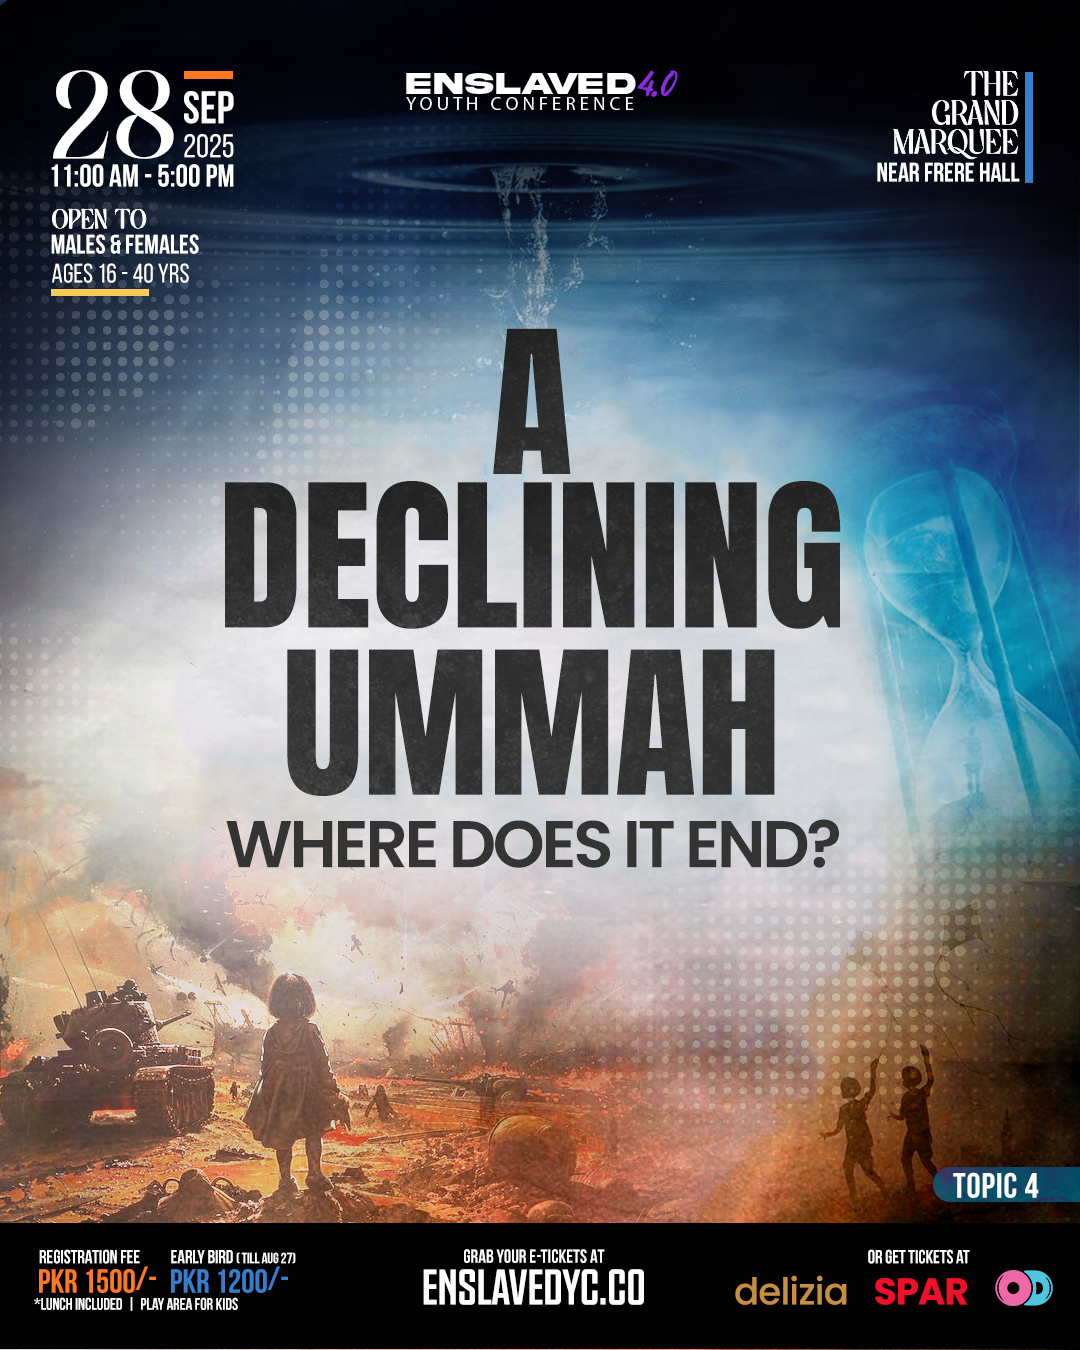 28 SEP 2025
11:00 AM - 5:00 PM
OPEN TO
MALES & FEMALES
AGES 16 - 40 YRS
ENSLAVED 4.0
YOUTH CONFERENCE
THE
GRAND
MARQUEE
NEAR FRERE HALL
A
DECLINING
UMMAH
WHERE DOES IT END?
TOPIC 4
REGISTRATION FEE
PKR 1500/-
EARLY BIRD (TILL AUG 27)
PKR 1200/-
*LUNCH INCLUDED | PLAY AREA FOR KIDS
GRAB YOUR E-TICKETS AT
ENSLAVEDYC.CO
OR GET TICKETS AT
delizia SPAR OD